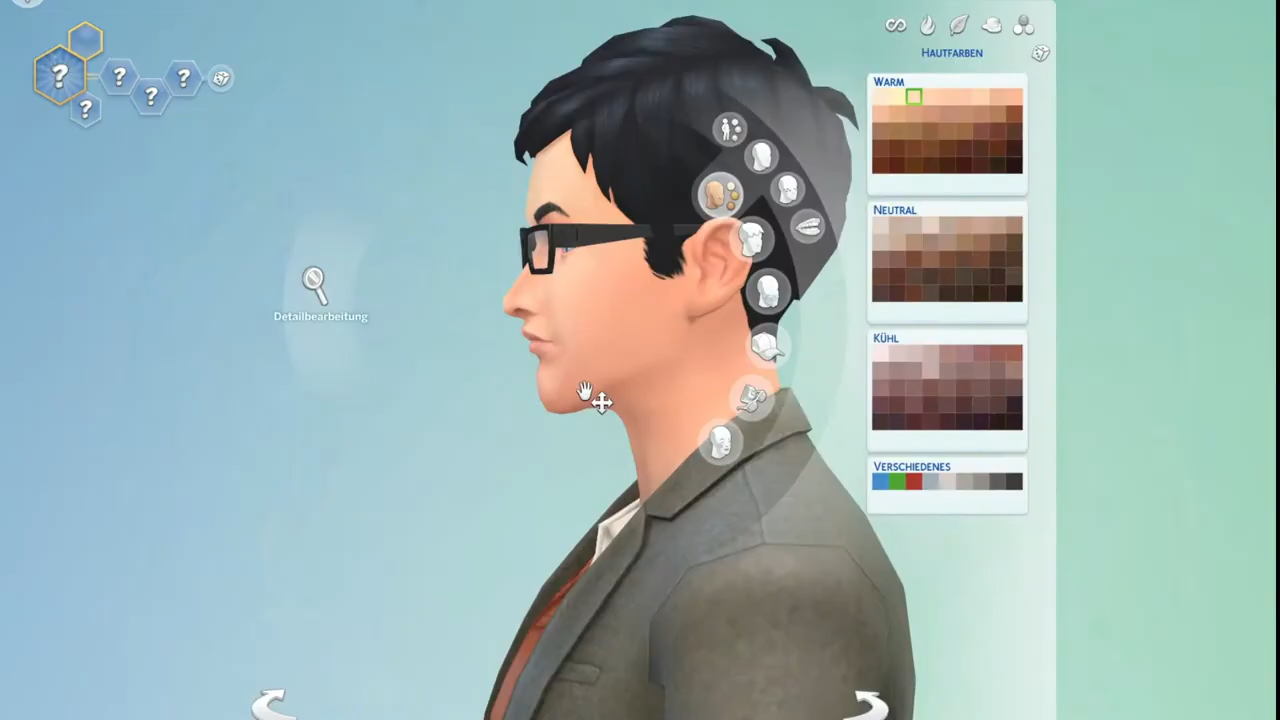 ?
?
?
?
?
HAUTFARBEN
WARM
NEUTRAL
Detailbearbeitung
KÜHL
VERSCHIEDENES